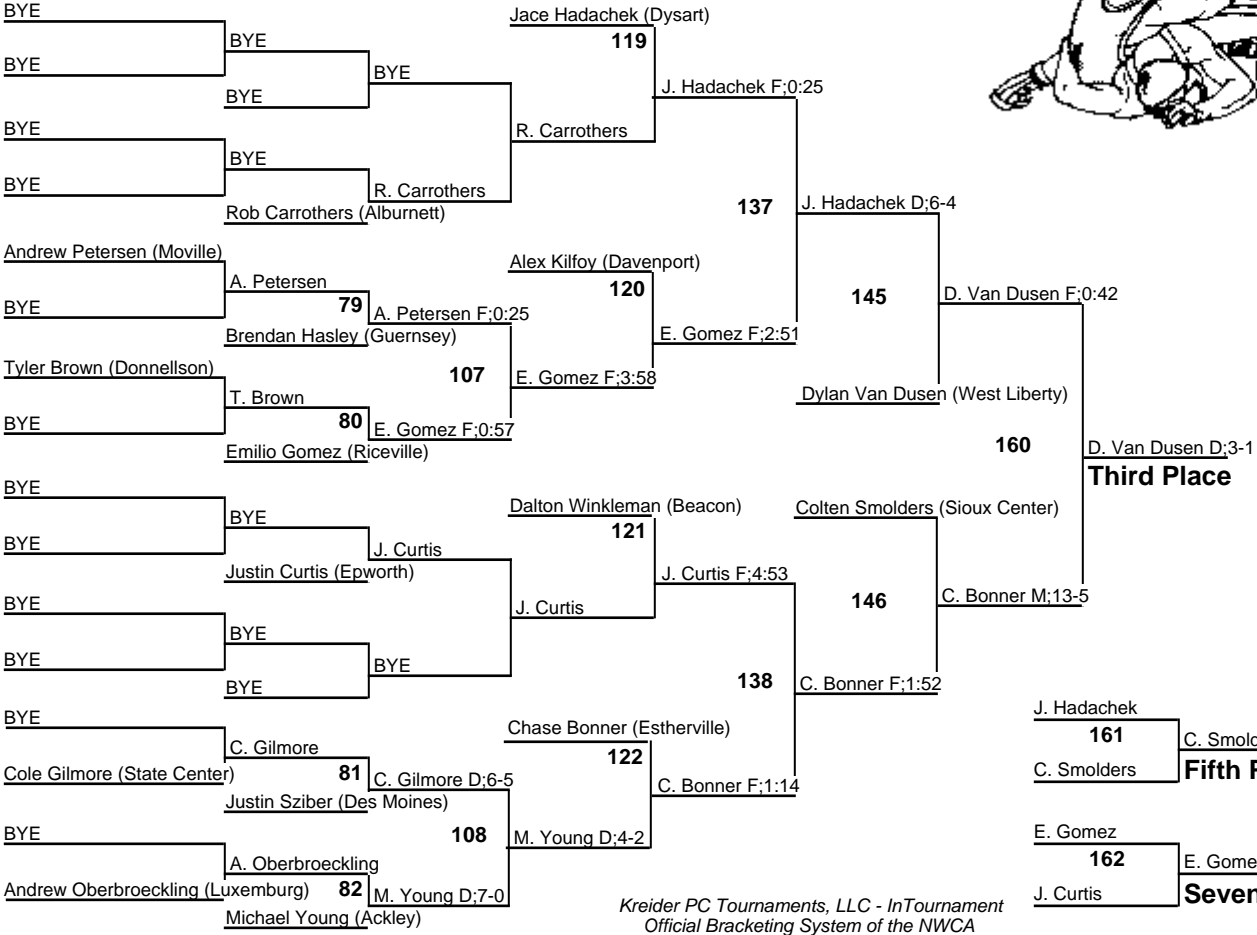 BYE
Jace Hadachek (Dysart)
BYE
119
BYE
BYE
J. Hadachek F;0:25
BYE
BYE
R. Carrothers
BYE
BYE
R. Carrothers
137
J. Hadachek D;6-4
Rob Carrothers (Alburnett)
Andrew Petersen (Moville)
Alex Kilfoy (Davenport)
A. Petersen
120
145
D. Van Dusen F;0:42
79
BYE
A. Petersen F;0:25
Brendan Hasley (Guernsey)
E. Gomez F;2:51
Tyler Brown (Donnellson)
107
E. Gomez F;3:58
T. Brown
Dylan Van Dusen (West Liberty)
BYE
80
E. Gomez F;0:57
160
D. Van Dusen D;3-1
Emilio Gomez (Riceville)
Third Place
BYE
Dalton Winkleman (Beacon)
Colten Smolders (Sioux Center)
BYE
121
BYE
J. Curtis
Justin Curtis (Epworth)
J. Curtis F;4:53
BYE
J. Curtis
146
C. Bonner M;13-5
BYE
BYE
BYE
BYE
138
C. Bonner F;1:52
BYE
Chase Bonner (Estherville)
J. Hadachek
C. Gilmore
122
161
Cole Gilmore (State Center)
81
C. Gilmore D;6-5
C. Bonner F;1:14
C. Smolders
Justin Sziber (Des Moines)
Fifth
BYE
108
M. Young D;4-2
E. Gomez
A. Oberbroeckling
162
Andrew Oberbroeckling (Luxemburg)
82
M. Young D;7-0
J. Curtis
Michael Young (Ackley)
Kreider PC Tournaments, LLC - InTournament
Official Bracketing System of the NWCA